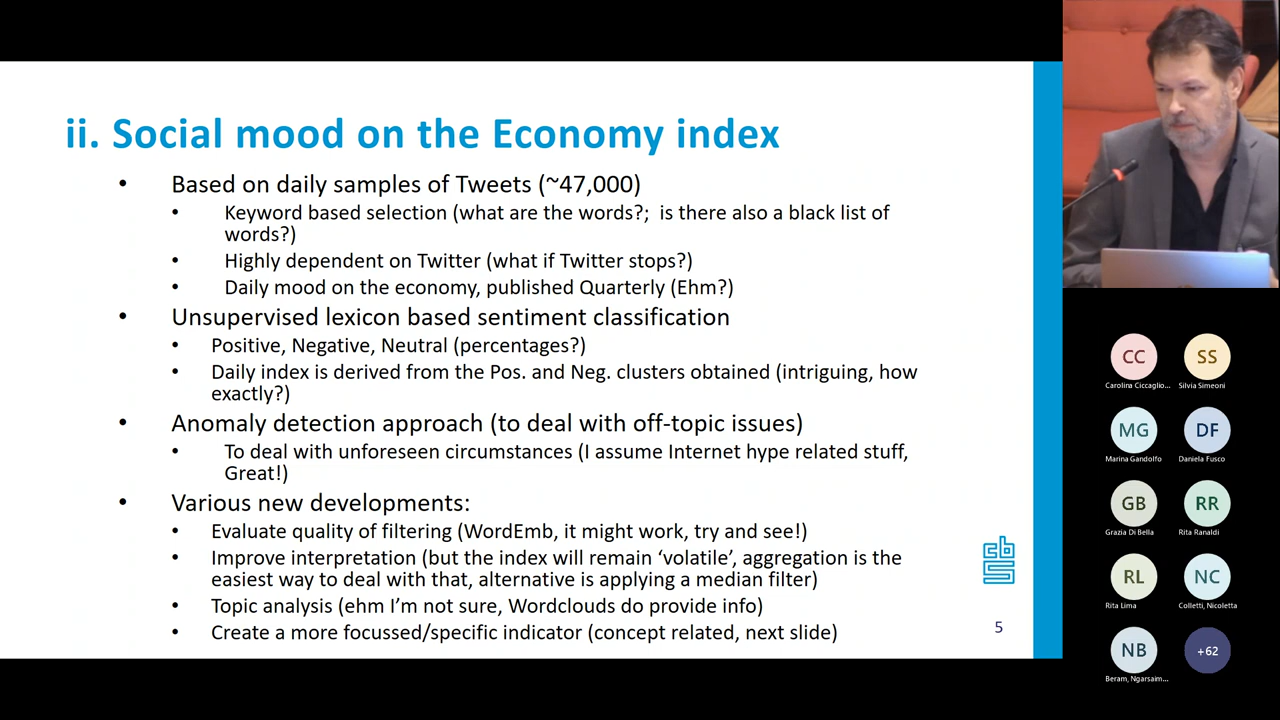 ii. Social mood on the Economy index
• Based on daily samples of Tweets (~47,000)
• Keyword based selection (what are the words?; is there also a black list of
words?)
• Highly dependent on Twitter (what if Twitter stops?)
• Daily mood on the economy, published Quarterly (Ehm?)
• Unsupervised lexicon based sentiment classification
• Positive, Negative, Neutral (percentages?)
• Daily index is derived from the Pos. and Neg. clusters obtained (intriguing, how
exactly?)
• Anomaly detection approach (to deal with off-topic issues)
• To deal with unforeseen circumstances (I assume Internet hype related stuff,
Great!)
• Various new developments:
• Evaluate quality of filtering (WordEmb, it might work, try and see!)
• Improve interpretation (but the index will remain ‘volatile’, aggregation is the
easiest way to deal with that, alternative is applying a median filter)
• Topic analysis (ehm I’m not sure, Wordclouds do provide info)
• Create a more focussed/specific indicator (concept related, next slide)
cbs
5
CC
Carolina Ciccaglio...
SS
Silvia Simeoni
MG
Marina Gandolfo
DF
Daniela Fusco
GB
Grazia Di Bella
RR
Rita Ranaldi
RL
Rita Lima
NC
Colletti, Nicoletta
NB
Beram, Ngarsaim...
+62